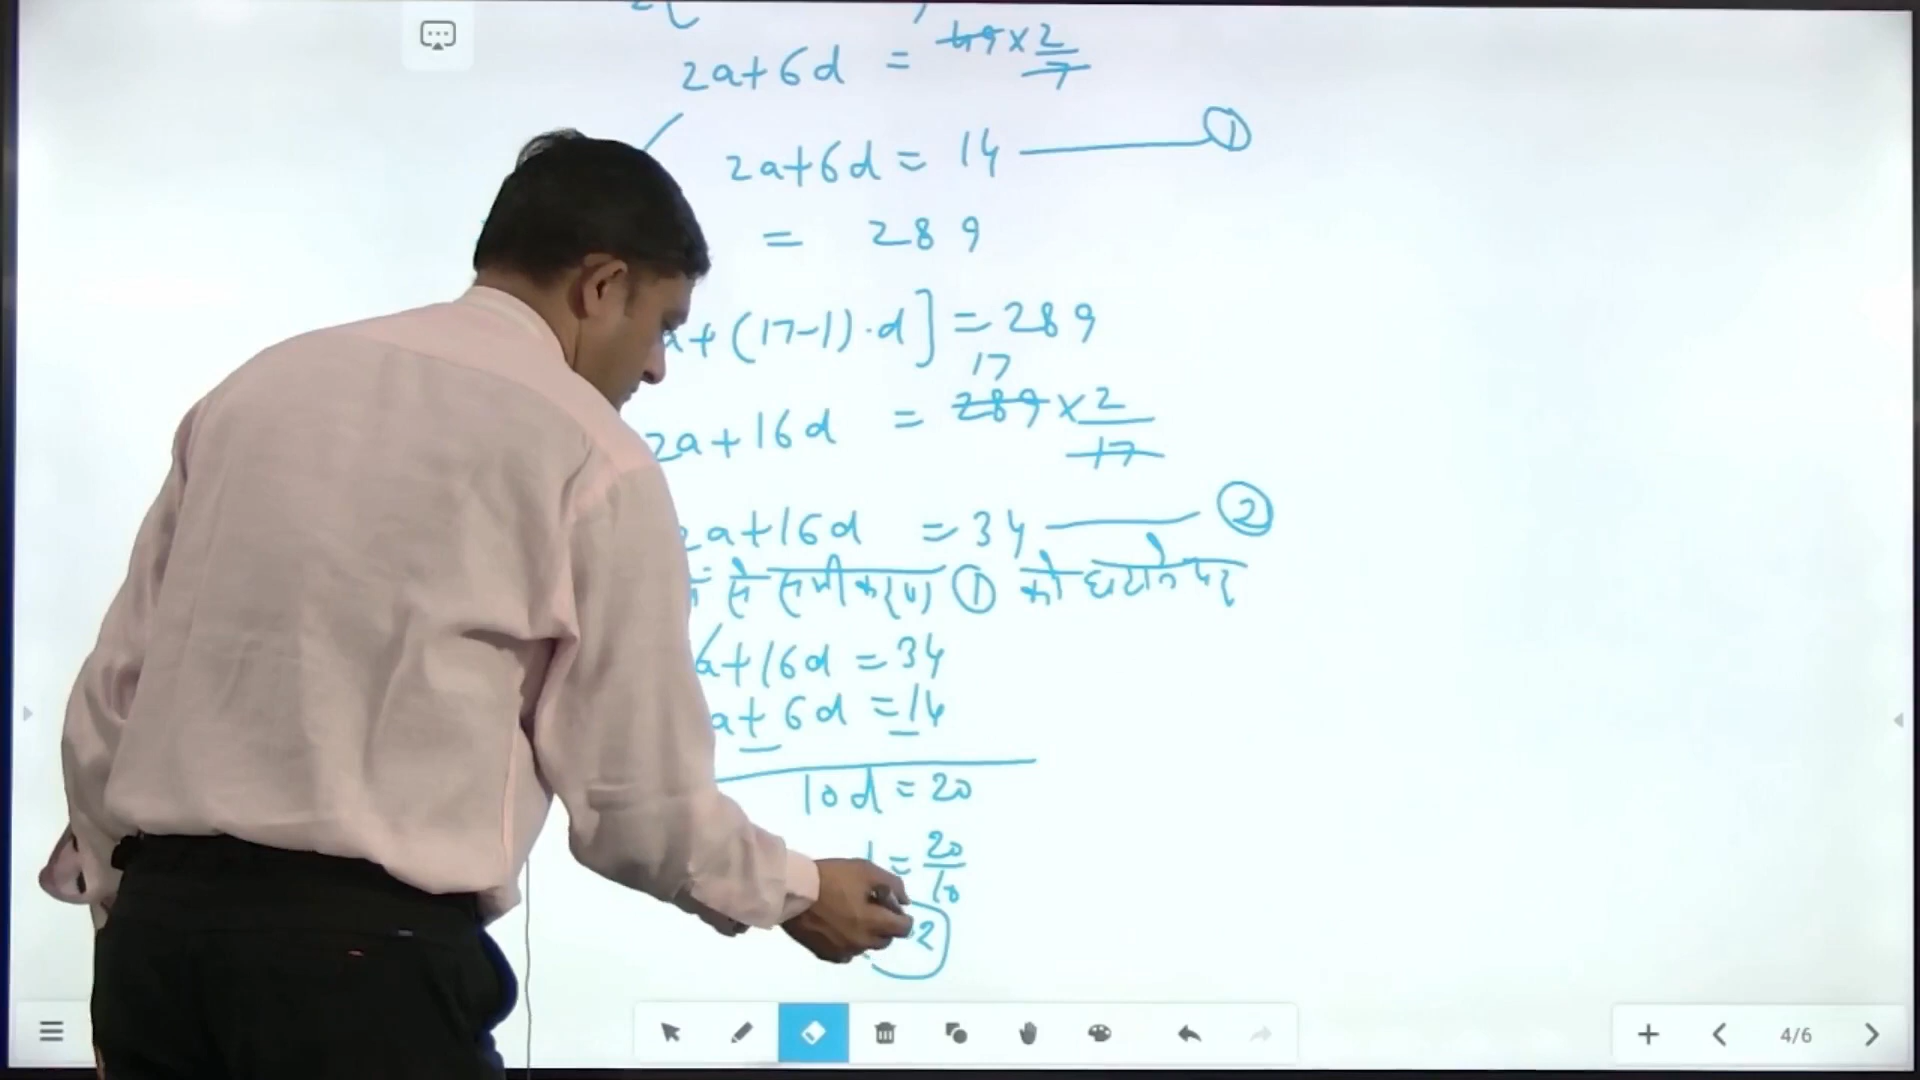 2a+6d = 49×2/7
2a+6d = 14 ① 
= 289
a+(17-1)·d] = 289
17
2a+16d = 289×2/17
2a+16d = 34 ②
से समीकरण ① को घटाने पर
a+16d = 34
a+6d = 14
10d = 20
= 20/10
2
4/6